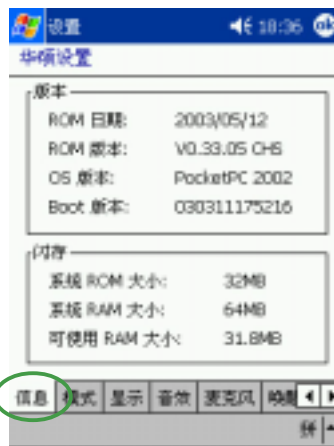 设置 18:36 ok
华硕设置
版本
ROM 日期: 2003/05/12
ROM 版本: V0.33.05 CHS
OS 版本: PocketPC 2002
Boot 版本: 030311175216
闪存
系统 ROM 大小: 32MB
系统 RAM 大小: 64MB
可使用 RAM 大小: 31.8MB
信息 模式 显示 音效 麦克风
拼